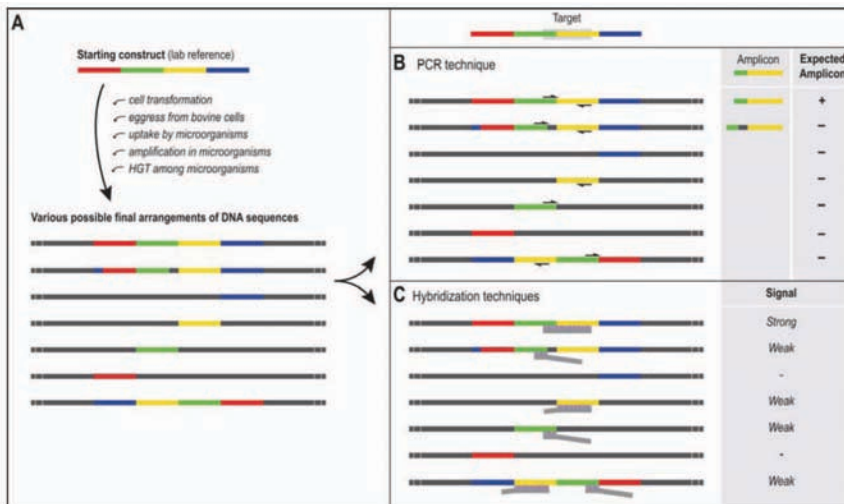 A
Starting construct (lab reference)
cell transformation
eggress from bovine cells
uptake by microorganisms
amplification in microorganisms
HGT among microorganisms
Various possible final arrangements of DNA sequences
Target
B PCR technique
Amplicon
Expected
Amplicon
+
–
–
–
–
–
–
C Hybridization techniques
Signal
Strong
Weak
-
Weak
Weak
-
Weak